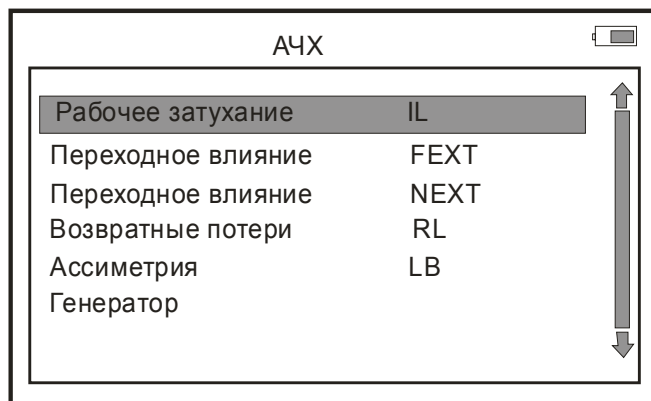 АЧХ
Рабочее затухание IL
Переходное влияние FEXT
Переходное влияние NEXT
Возвратные потери RL
Ассиметрия LB
Генератор